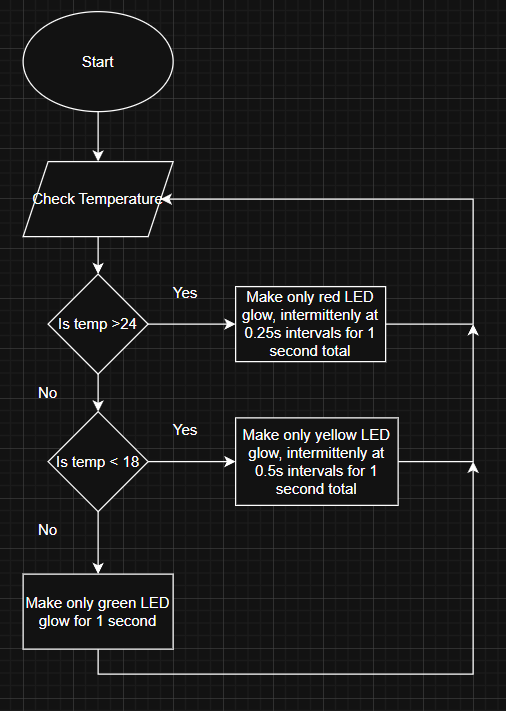 Start
Check Temperature
Yes
Make only red LED
glow, intermittenly at
0.25s intervals for 1
second total
Is temp >24
No
Yes
Make only yellow LED
glow, intermittenly at
0.5s intervals for 1
second total
Is temp < 18
No
Make only green LED
glow for 1 second